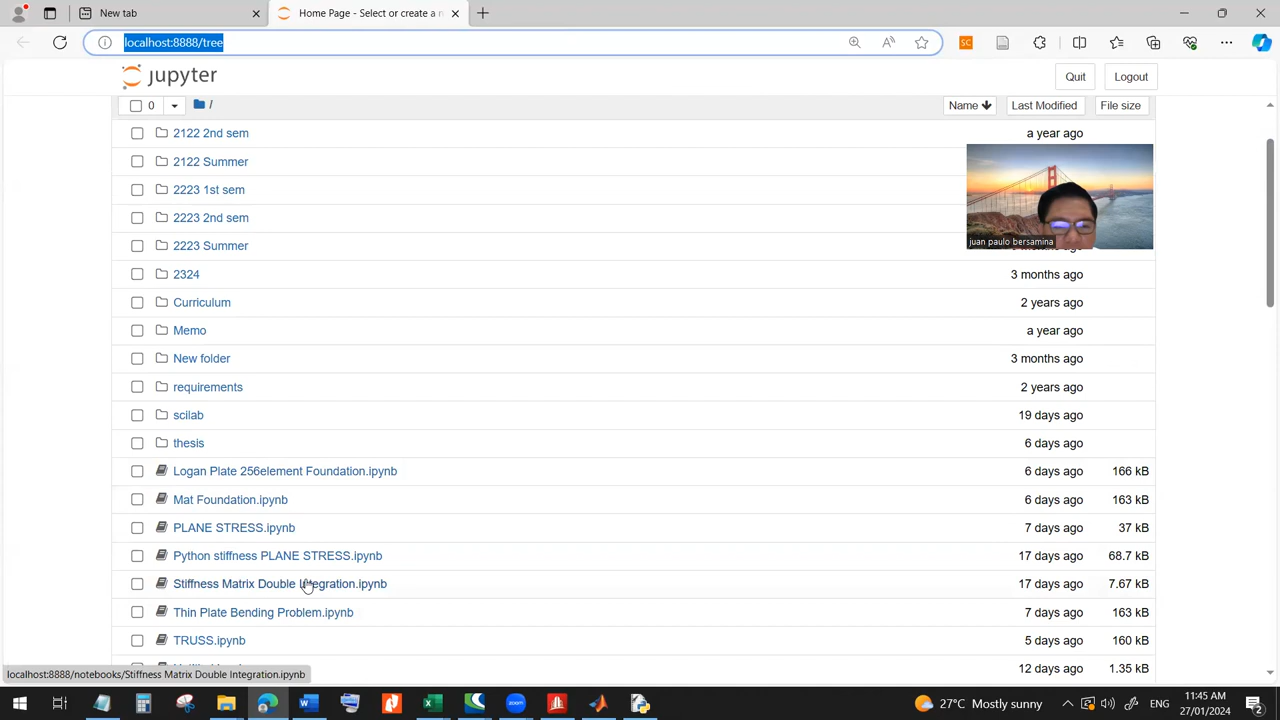 New tab
Home Page - Select or create a n
localhost:8888/tree
jupyter
Quit
Logout
0
/
Name
Last Modified
File size
2122 2nd sem
a year ago
2122 Summer
2223 1st sem
2223 2nd sem
2223 Summer
juan paulo bersamina
2324
3 months ago
Curriculum
2 years ago
Memo
a year ago
New folder
3 months ago
requirements
2 years ago
scilab
19 days ago
thesis
6 days ago
Logan Plate 256element Foundation.ipynb
6 days ago
166 kB
Mat Foundation.ipynb
6 days ago
163 kB
PLANE STRESS.ipynb
7 days ago
37 kB
Python stiffness PLANE STRESS.ipynb
17 days ago
68.7 kB
Stiffness Matrix Double Integration.ipynb
17 days ago
7.67 kB
Thin Plate Bending Problem.ipynb
7 days ago
163 kB
TRUSS.ipynb
5 days ago
160 kB
12 days ago
1.35 kB
localhost:8888/notebooks/Stiffness Matrix Double Integration.ipynb
27°C Mostly sunny
ENG
11:45 AM
27/01/2024